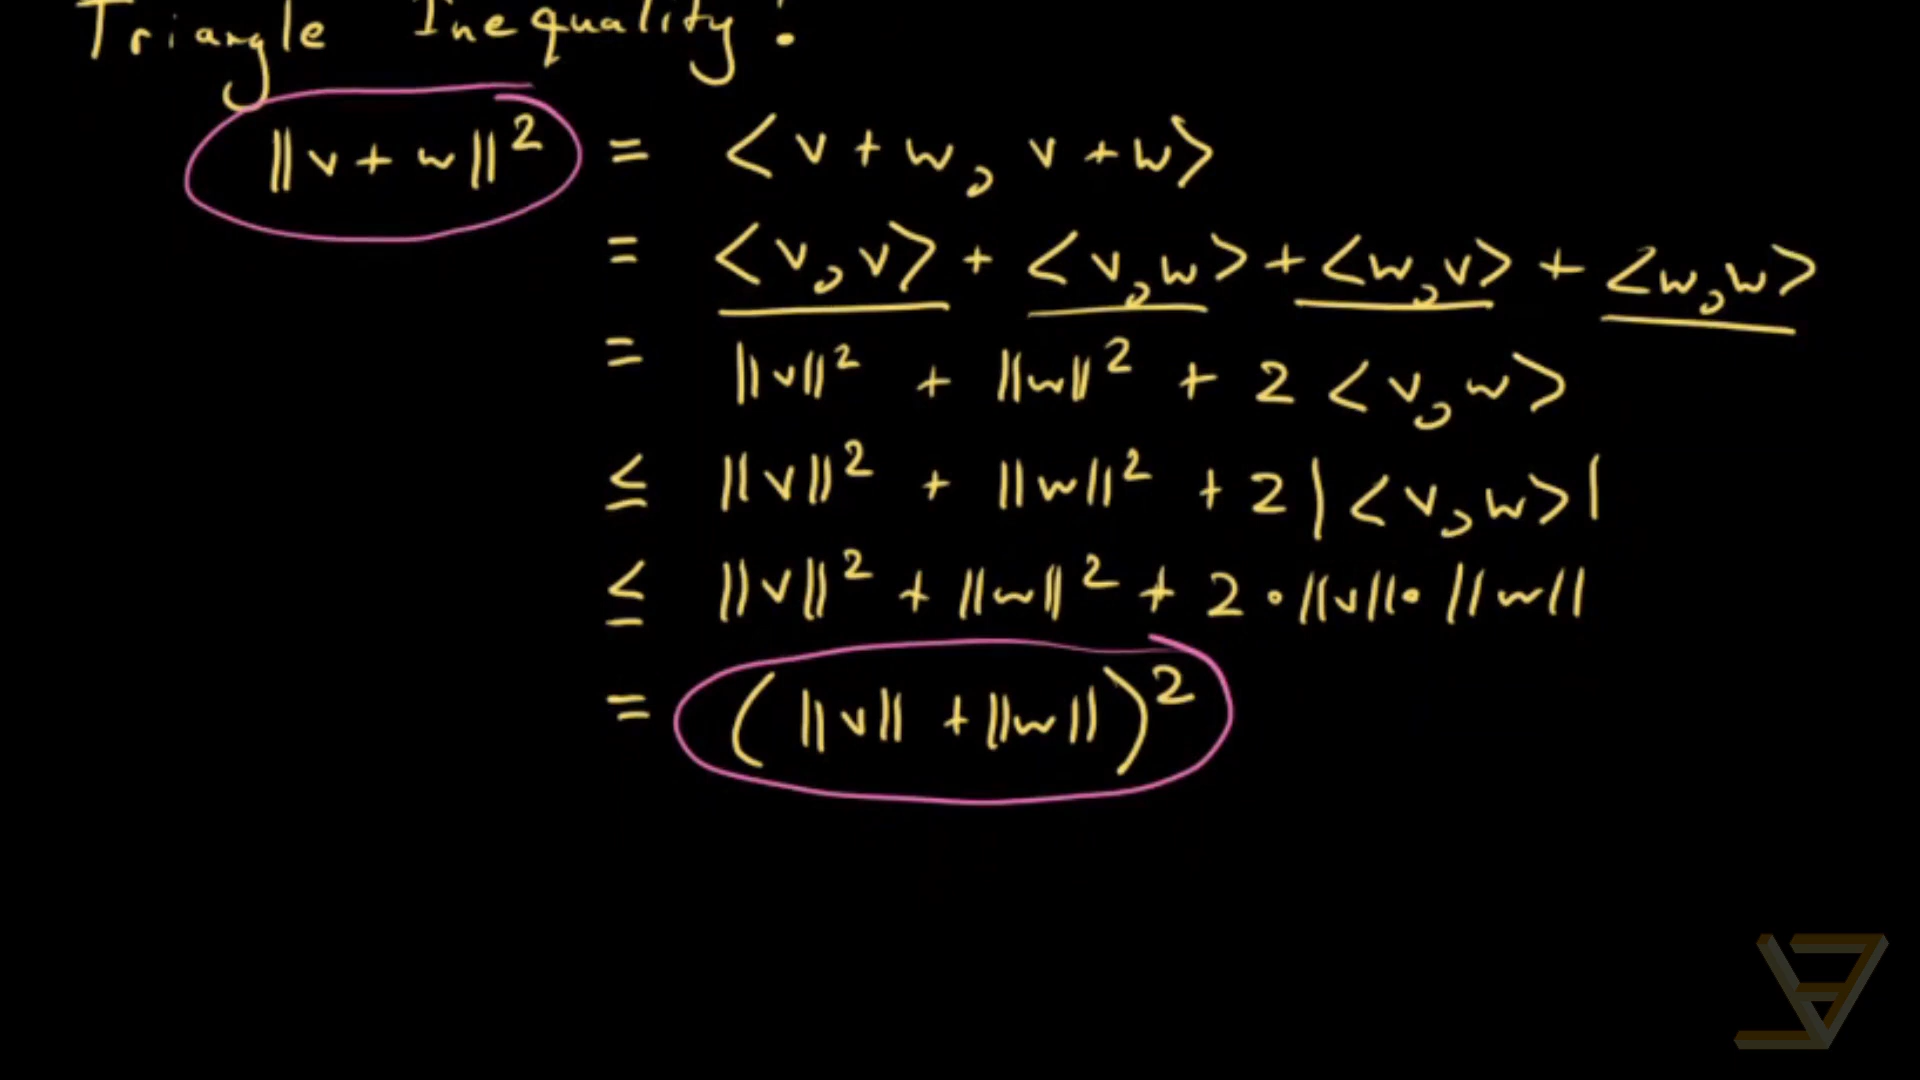 Triangle Inequality:
||v + w||² = <v + w, v + w>
= <v, v> + <v, w> + <w, v> + <w, w>
= ||v||² + ||w||² + 2 <v, w>
≤ ||v||² + ||w||² + 2 |<v, w>|
≤ ||v||² + ||w||² + 2 · ||v|| · ||w||
= (||v|| + ||w||)²